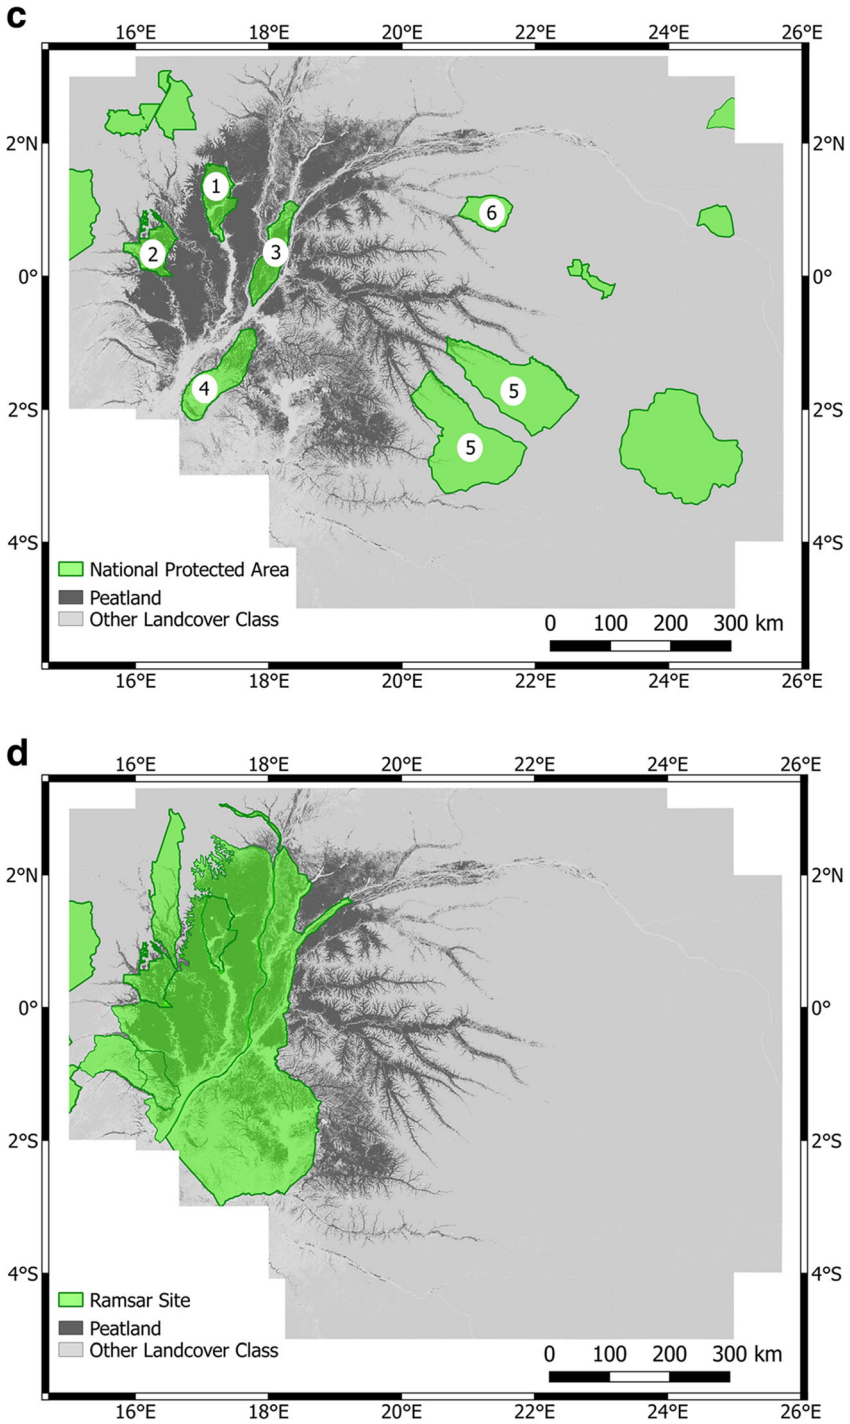 c
16°E 18°E 20°E 22°E 24°E 26°E
2°N 2°N
1
6
2
3
0° 0°
4
5
2°S 2°S
5
4°S 4°S
National Protected Area
Peatland
Other Landcover Class
0 100 200 300 km
16°E 18°E 20°E 22°E 24°E 26°E
d
16°E 18°E 20°E 22°E 24°E 26°E
2°N 2°N
0° 0°
2°S 2°S
4°S 4°S
Ramsar Site
Peatland
Other Landcover Class
0 100 200 300 km
16°E 18°E 20°E 22°E 24°E 26°E